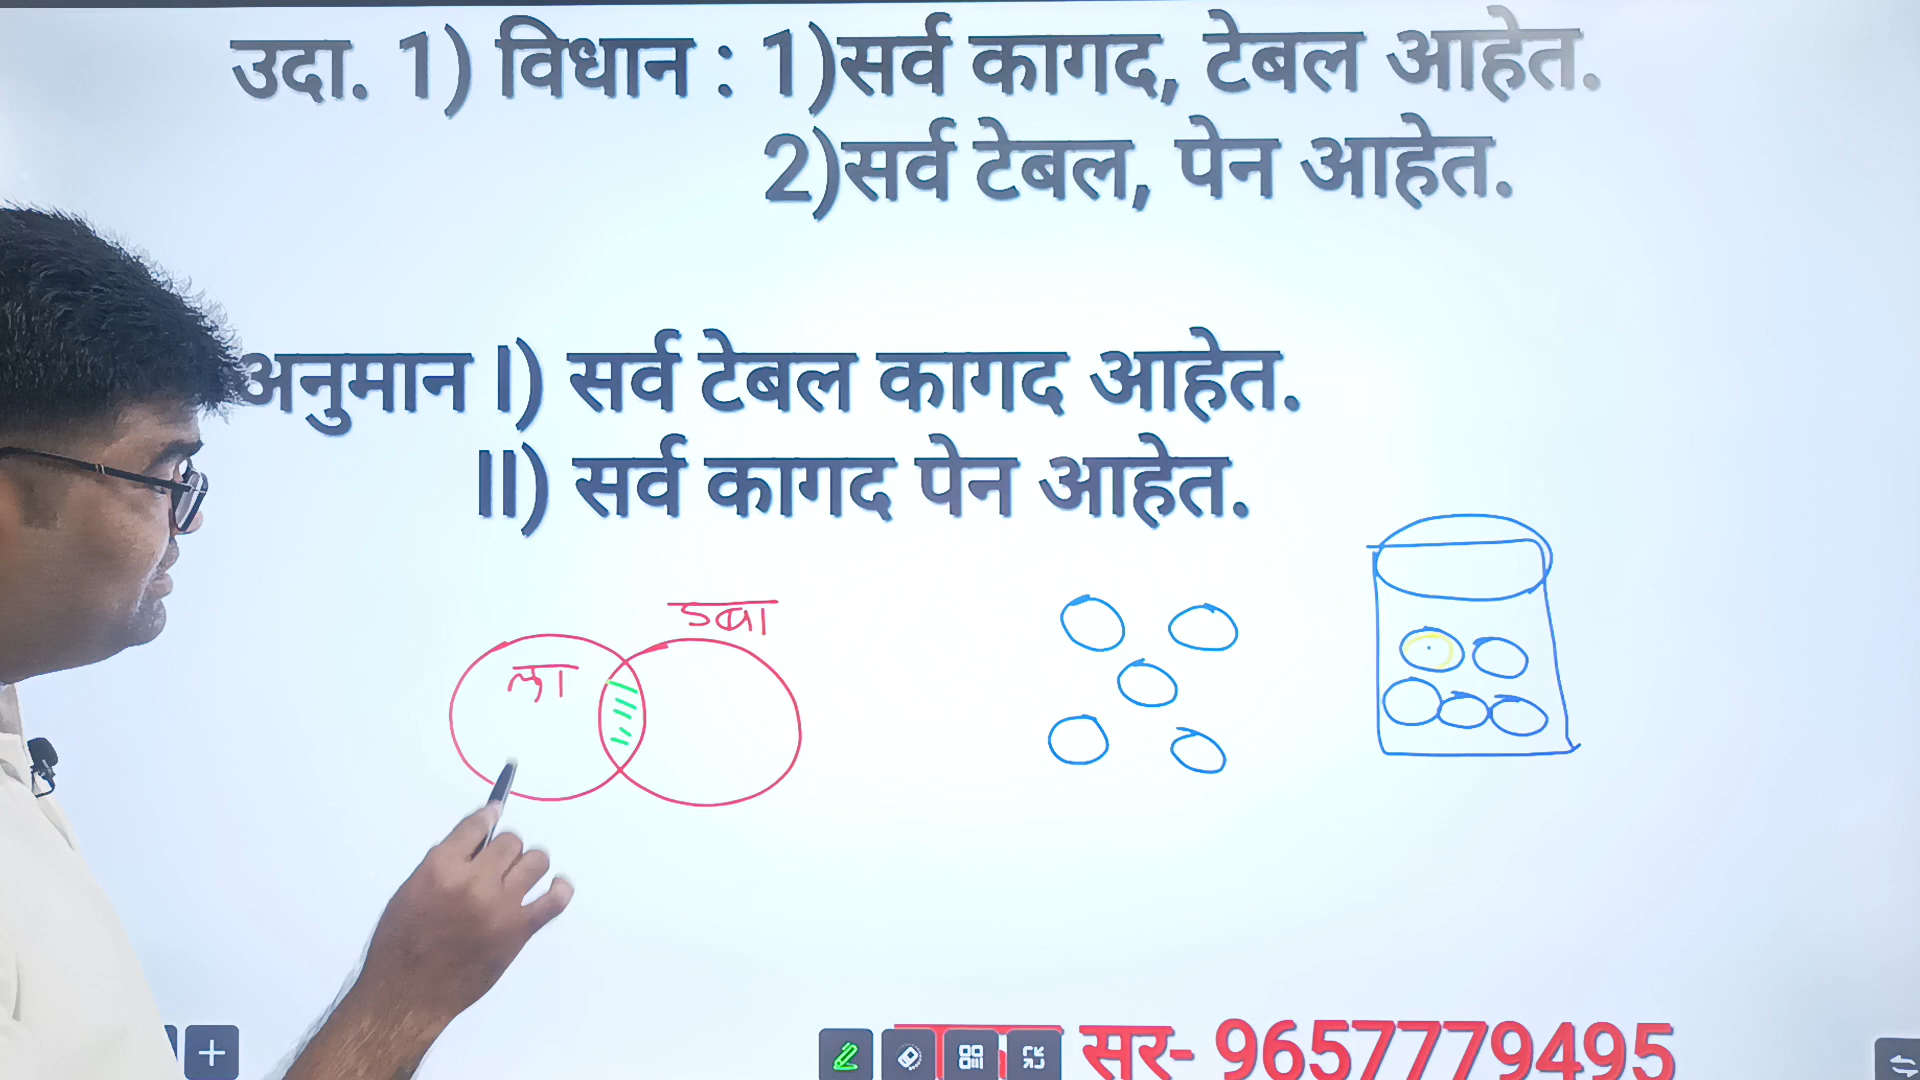 उदा. 1) विधान : 1)सर्व कागद, टेबल आहेत.
2)सर्व टेबल, पेन आहेत.
अनुमान I) सर्व टेबल कागद आहेत.
II) सर्व कागद पेन आहेत.
डबा
सर- 9657779495